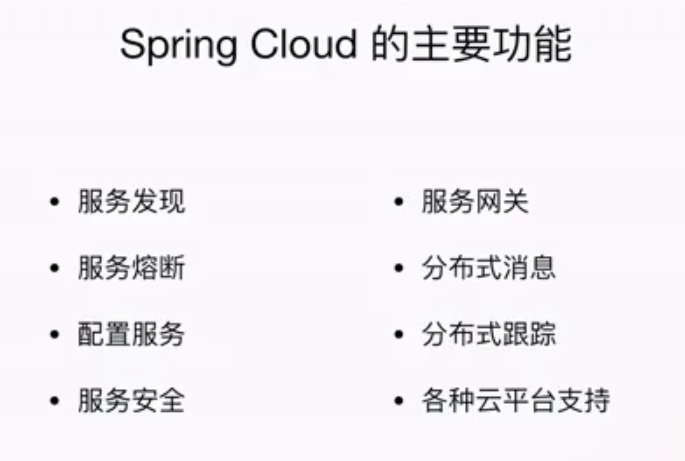 Spring Cloud 的主要功能
• 服务发现
• 服务熔断
• 配置服务
• 服务安全
• 服务网关
• 分布式消息
• 分布式跟踪
• 各种云平台支持